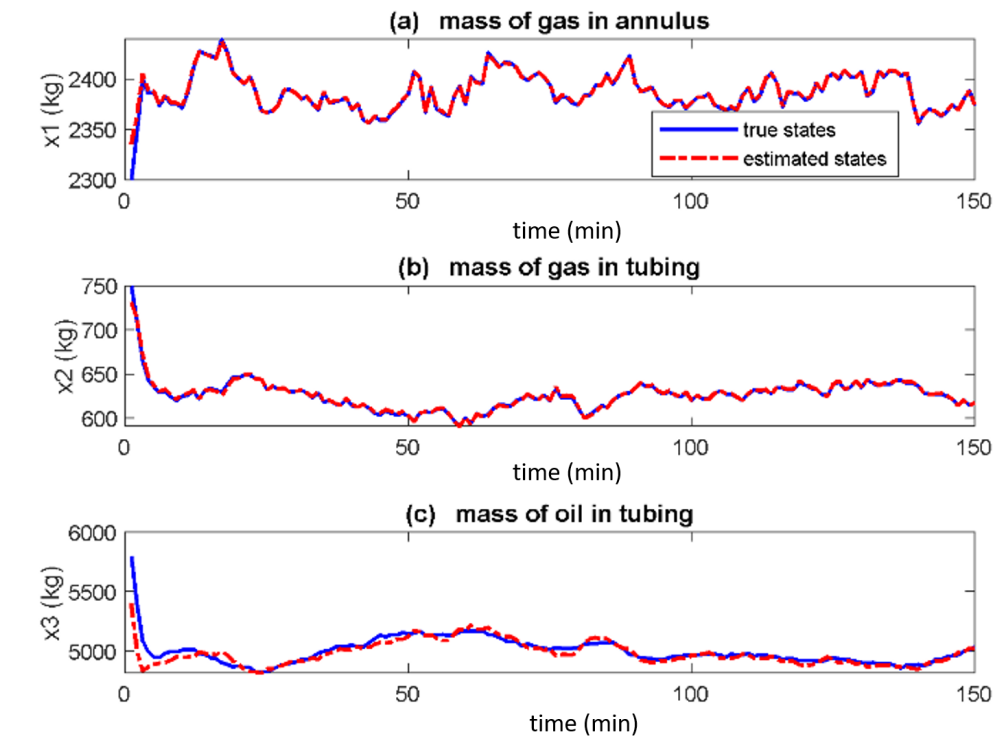 (a) mass of gas in annulus
x1 (kg)
2400
2350
2300
0 50 100 150
true states
estimated states
time (min)
(b) mass of gas in tubing
x2 (kg)
750
700
650
600
0 50 100 150
time (min)
(c) mass of oil in tubing
x3 (kg)
6000
5500
5000
0 50 100 150
time (min)